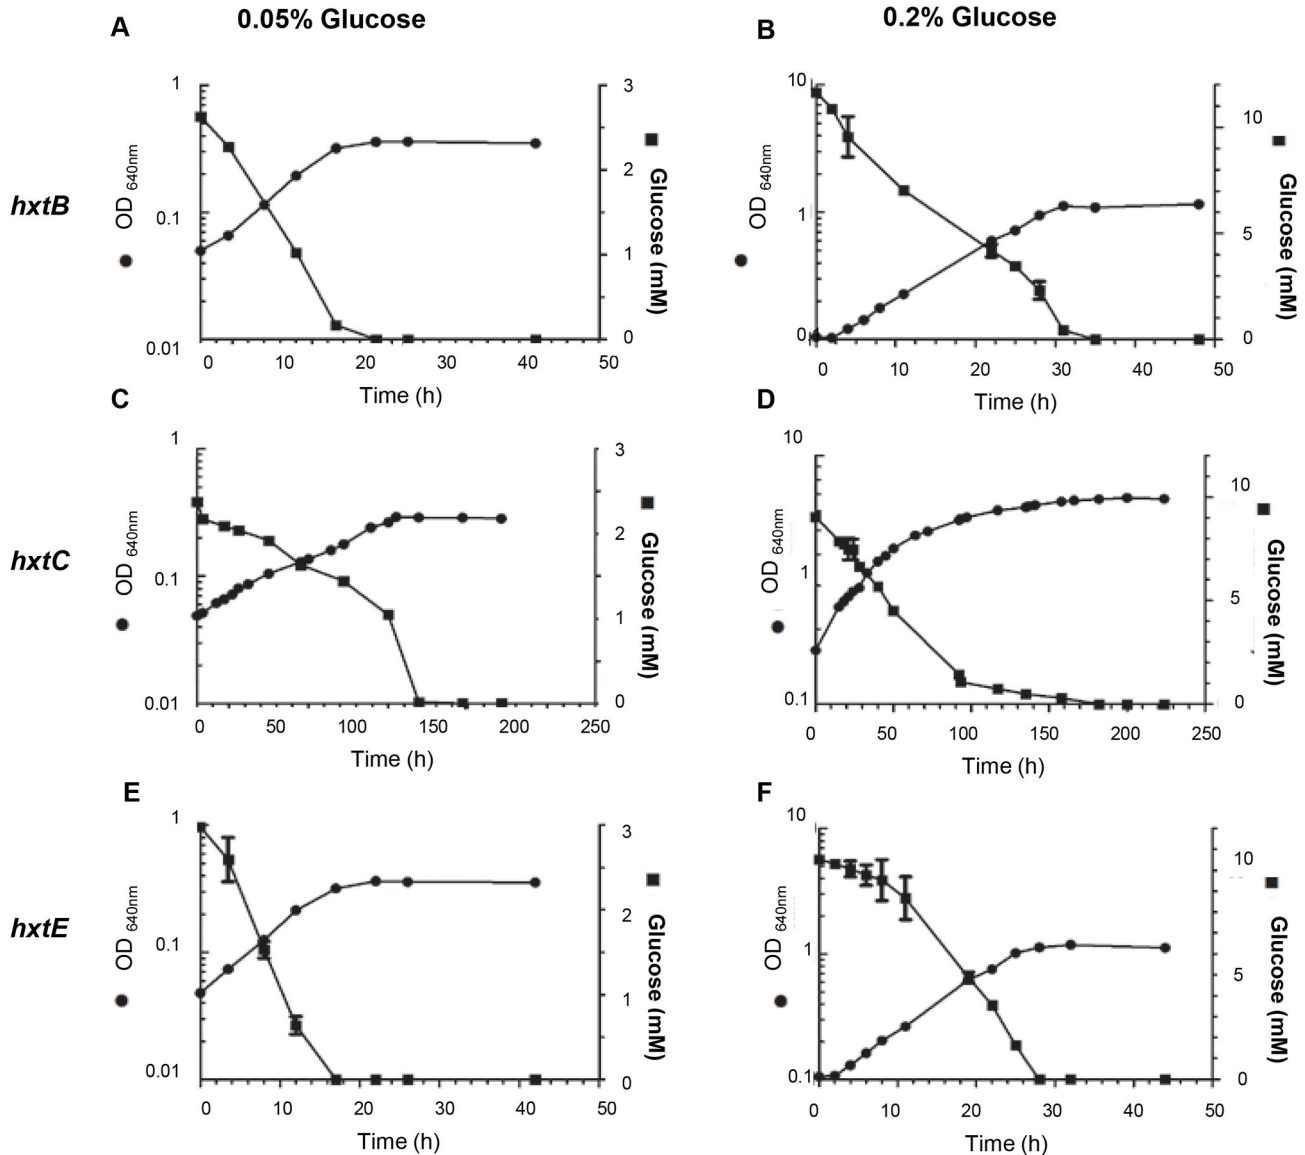 0.05% Glucose
0.2% Glucose
A
1
0.1
0.01
OD 640nm
3
2
1
0
Glucose (mM)
0 10 20 30 40 50
Time (h)
hxtB
B
10
1
0.
OD 640nm
10
5
0
Glucose (mM)
0 10 20 30 40 50
Time (h)
C
1
0.1
0.01
OD 640nm
3
2
1
0
Glucose (mM)
0 50 100 150 200 250
Time (h)
hxtC
D
10
1
0.1
OD 640nm
10
5
0
Glucose (mM)
0 50 100 150 200 250
Time (h)
E
1
0.1
0.01
OD 640nm
3
2
1
0
Glucose (mM)
0 10 20 30 40 50
Time (h)
hxtE
F
10
1
0.1
OD 640nm
10
5
0
Glucose (mM)
0 10 20 30 40 50
Time (h)